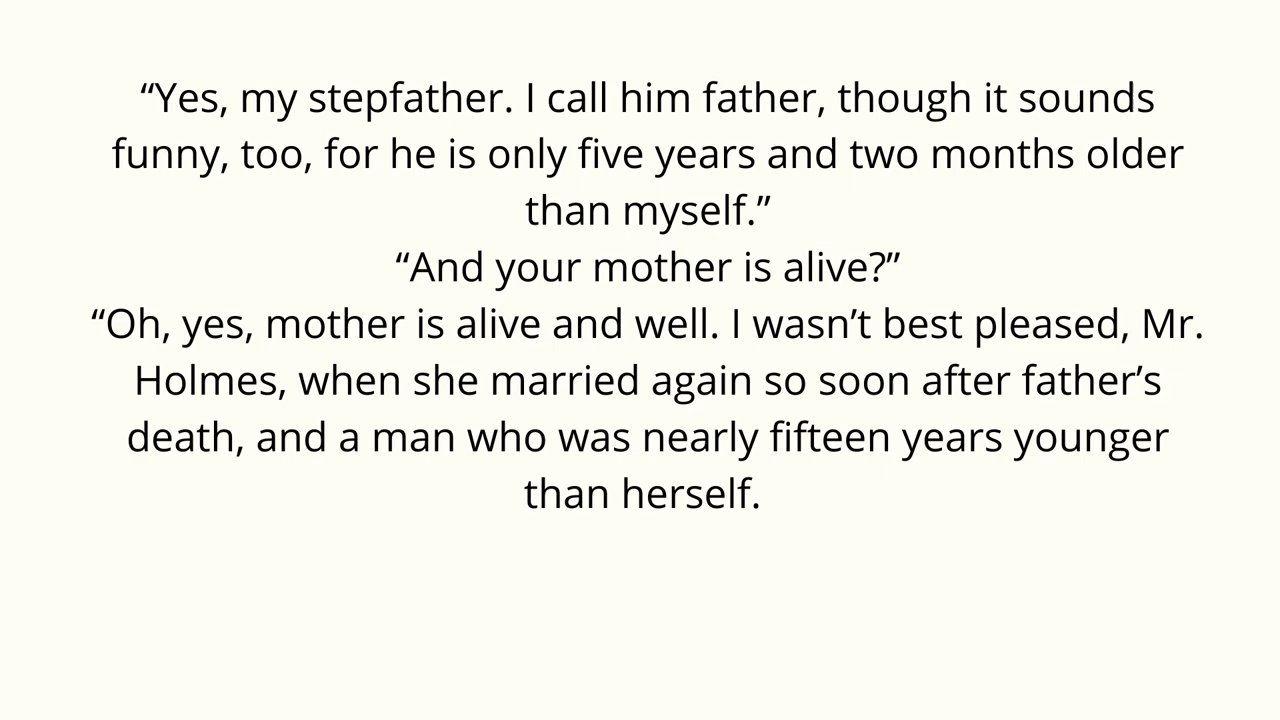 “Yes, my stepfather. I call him father, though it sounds
funny, too, for he is only five years and two months older
than myself.”
“And your mother is alive?”
“Oh, yes, mother is alive and well. I wasn’t best pleased, Mr.
Holmes, when she married again so soon after father’s
death, and a man who was nearly fifteen years younger
than herself.